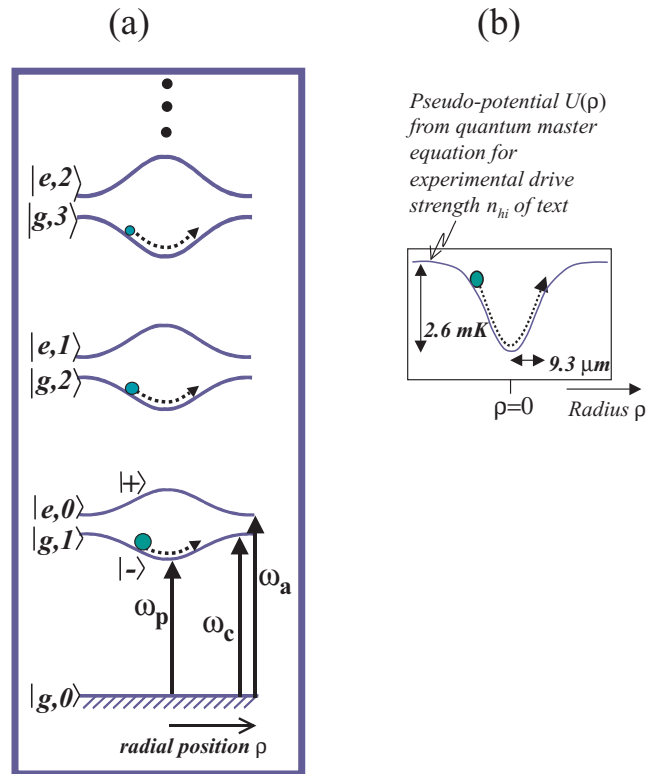 (a)
|e,2⟩
|g,3⟩
|e,1⟩
|g,2⟩
|+⟩
|e,0⟩
|g,1⟩
|-⟩
ω_p
ω_c
ω_a
|g,0⟩
radial position ρ
(b)
Pseudo-potential U(ρ)
from quantum master
equation for
experimental drive
strength n_hi of text
2.6 mK
9.3 μm
ρ=0
Radius ρ